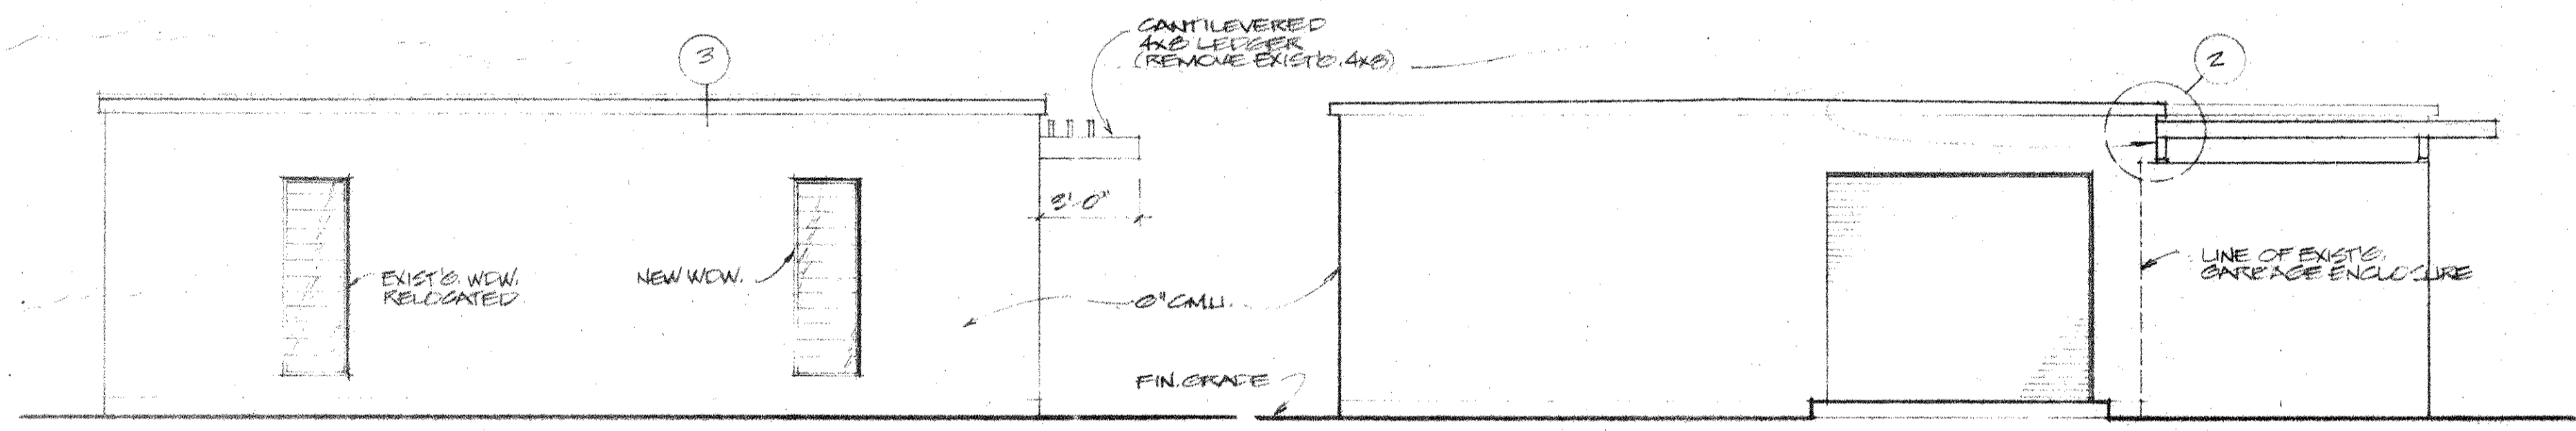 3
CANTILEVERED
4x8 LEDGER
(REMOVE EXIST'G. 4x8)
2
3'-0"
EXIST'G. WDW.
RELOCATED
NEW WDW.
8" CMU.
FIN. GRADE
LINE OF EXIST'G.
GARBAGE ENCLOSURE